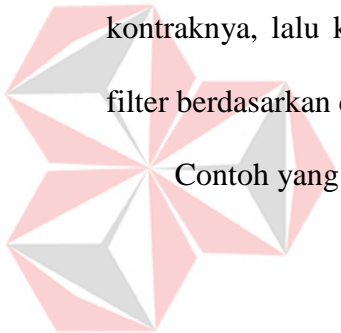 kontraknya, lalu k
filter berdasarkan
Contoh yang